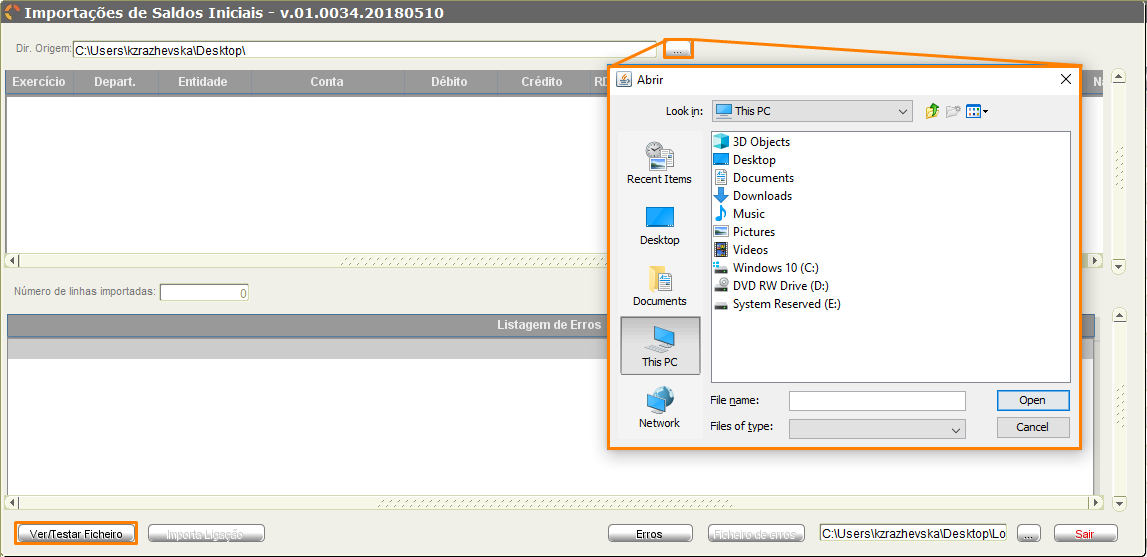 Importações de Saldos Iniciais - v.01.0034.20180510
Dir. Origem: C:\Users\kzrazhevska\Desktop\ ...
Exercício Depart. Entidade Conta Débito Crédito
Abrir
Look in: This PC
Recent Items
Desktop
Documents
This PC
Network
3D Objects
Desktop
Documents
Downloads
Music
Pictures
Videos
Windows 10 (C:)
DVD RW Drive (D:)
System Reserved (E:)
File name: Open
Files of type: Cancel
Número de linhas importadas: 0
Listagem de Erros
Ver/Testar Ficheiro Importa Ligação Erros Ficheiro de erros C:\Users\kzrazhevska\Desktop\Lo ... Sair